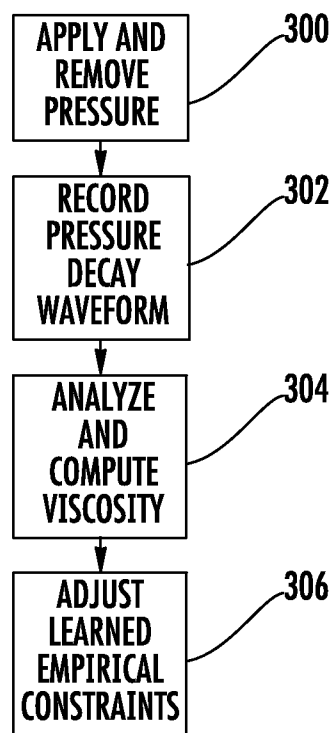 APPLY AND
REMOVE
PRESSURE
300
RECORD
PRESSURE
DECAY
WAVEFORM
302
ANALYZE
AND
COMPUTE
VISCOSITY
304
ADJUST
LEARNED
EMPIRICAL
CONSTRAINTS
306